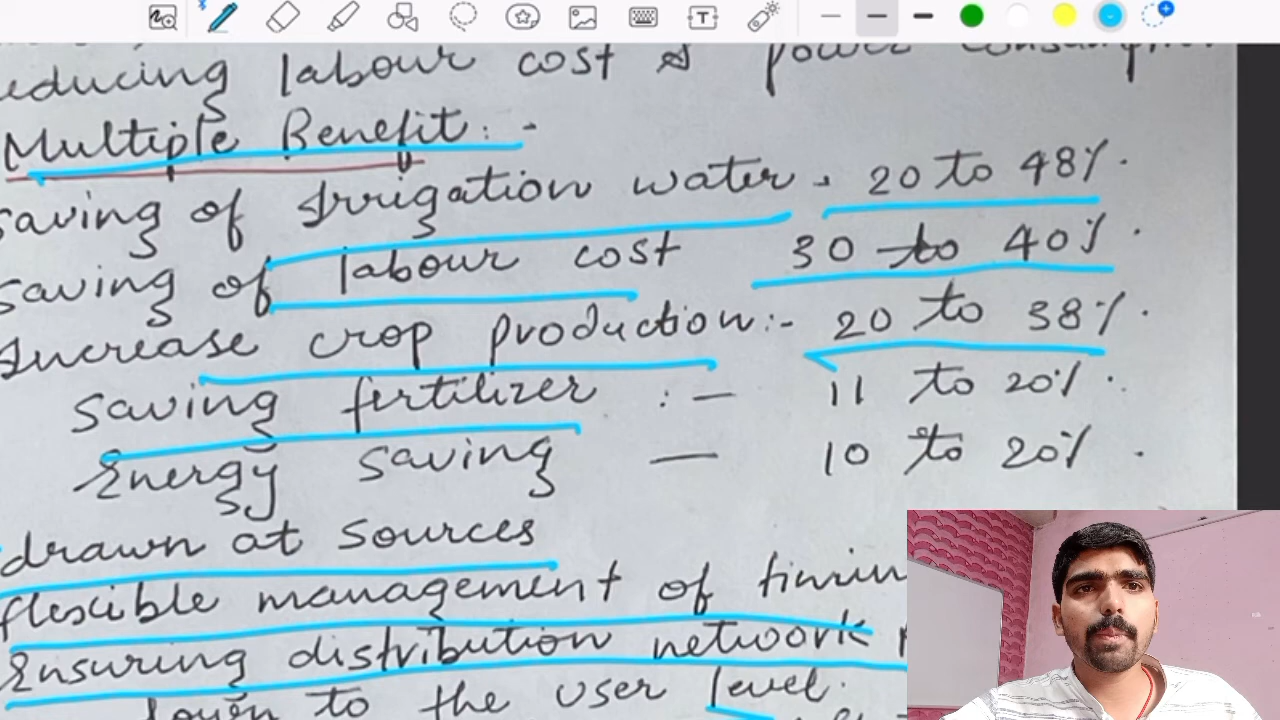 educing labour cost & power
Multiple Benefit: -
saving of Irrigation water. 20 to 48%.
saving of labour cost 30 to 40%.
Increase crop production:- 20 to 38%.
Saving fertilizer :- 11 to 20%.
Energy saving — 10 to 20%.
drawn at sources
flexible management of
Ensuring distribution network
down to the user level.